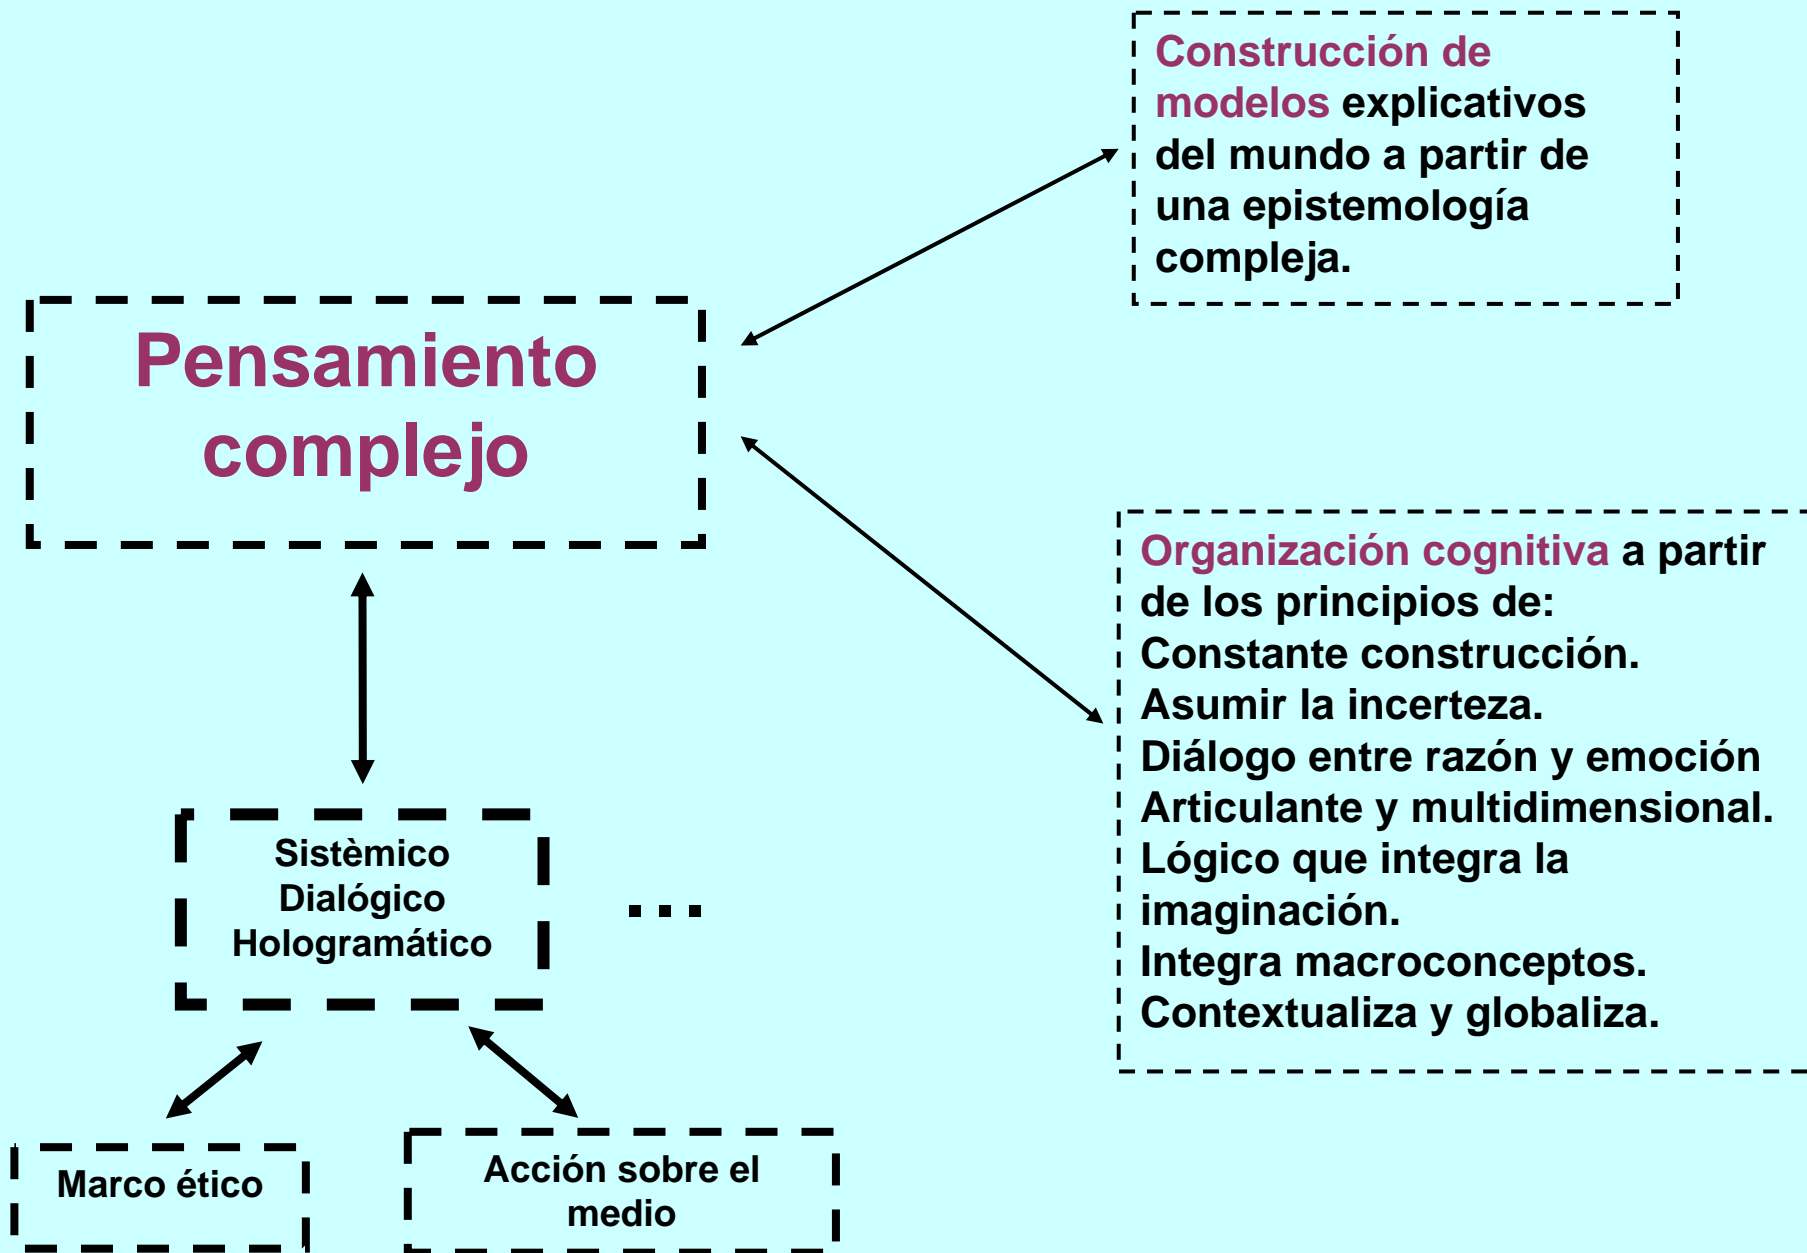 Construcción de
modelos explicativos
del mundo a partir de
una epistemología
compleja.
Pensamiento
complejo
Organización cognitiva a partir
de los principios de:
Constante construcción.
Asumir la incerteza.
Diálogo entre razón y emoción
Articulante y multidimensional.
Lógico que integra la
imaginación.
Integra macroconceptos.
Contextualiza y globaliza.
Sistèmico
Dialógico
Hologramático
...
Marco ético
Acción sobre el
medio